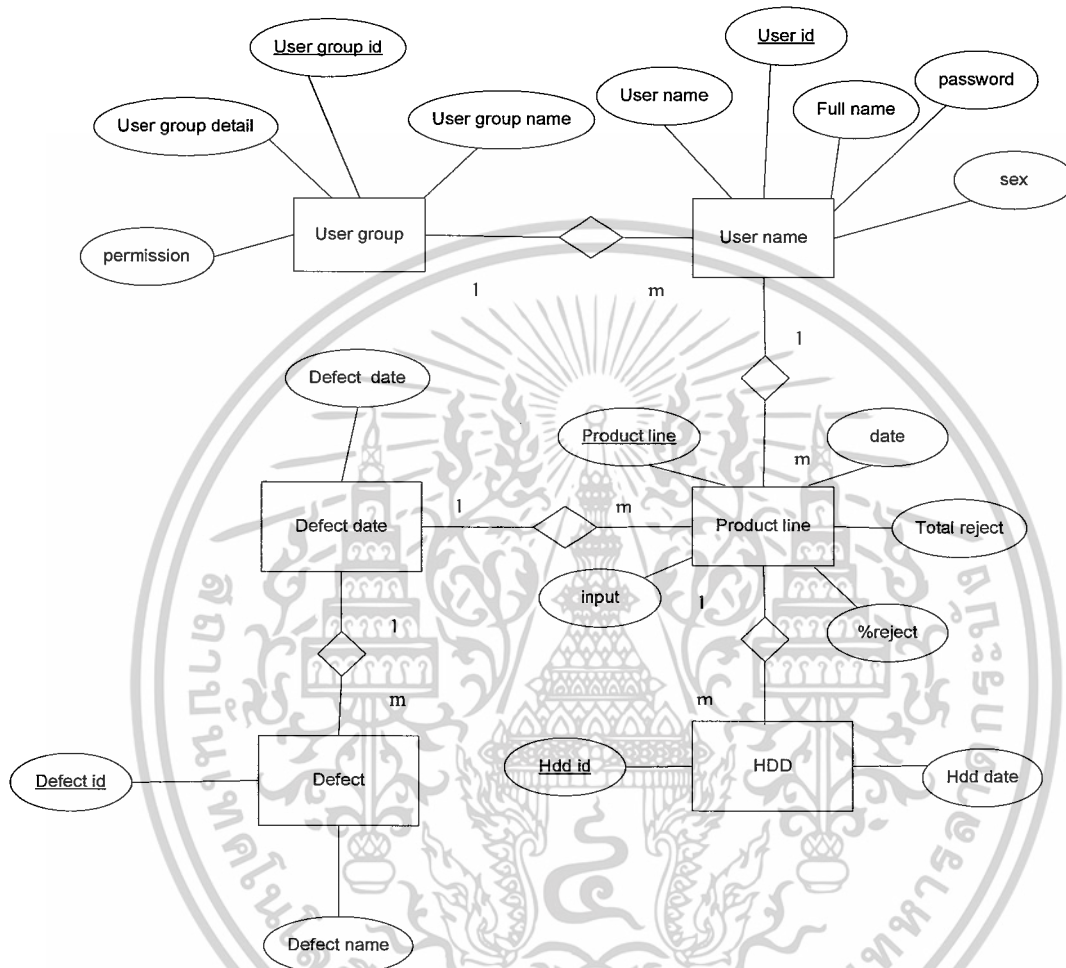 User group id
User id
User name
password
Full name
User group detail
User group name
sex
User group
User name
permission
1
m
1
Defect date
Product line
date
m
Defect date
1
m
Product line
Total reject
input
1
%reject
1
m
m
Hdd id
HDD
Hdd date
Defect id
Defect
Defect name